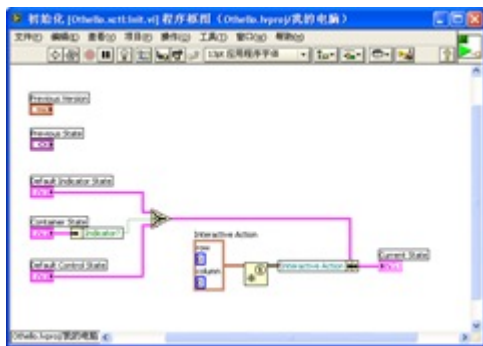 初始化 [Othello.xctl:Init.vi] 程序框图 (Othello.lvproj/我的电脑)
文件(F) 编辑(E) 查看(V) 项目(P) 操作(O) 工具(T) 窗口(W) 帮助(H)
13pt 应用程序字体
Previous Version
Previous State
Default Indicator State
Container State
Indicator?
Default Control State
Interactive Action
row
column
Interactive Action
Current State
Othello.lvproj/我的电脑